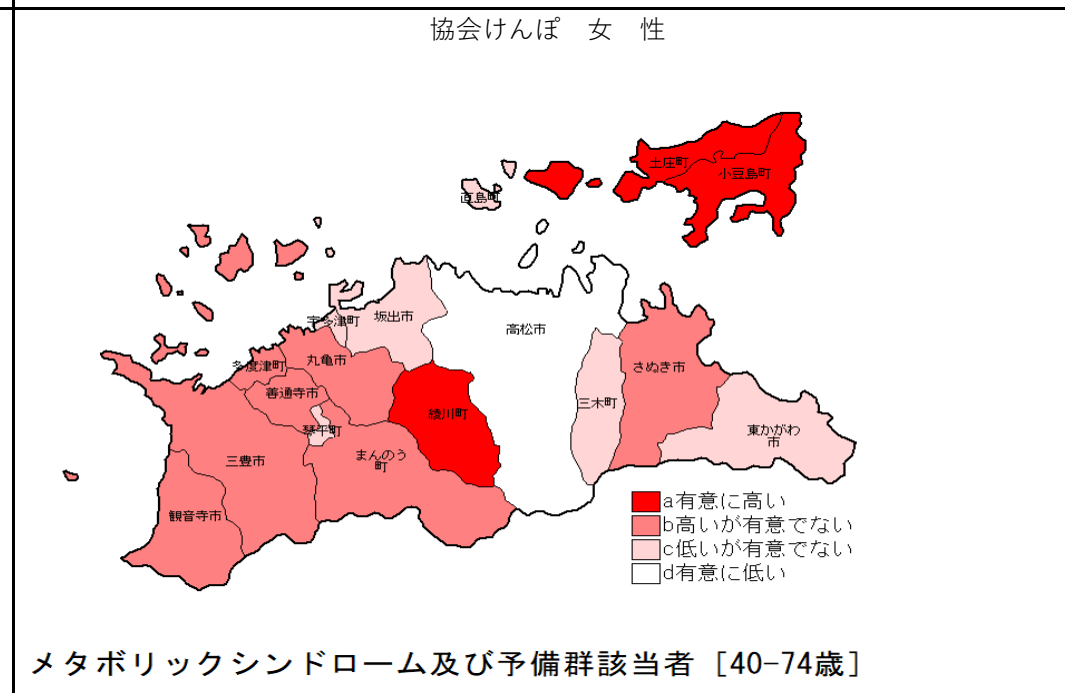 協会けんぽ 女 性
土庄町
小豆島町
直島町
宇多津町
坂出市
高松市
多度津町
丸亀市
さぬき市
善通寺市
綾川町
三木町
琴平町
東かがわ
市
まんのう
町
三豊市
観音寺市
a有意に高い
b高いが有意でない
c低いが有意でない
d有意に低い
メタボリックシンドローム及び予備群該当者［40-74歳］